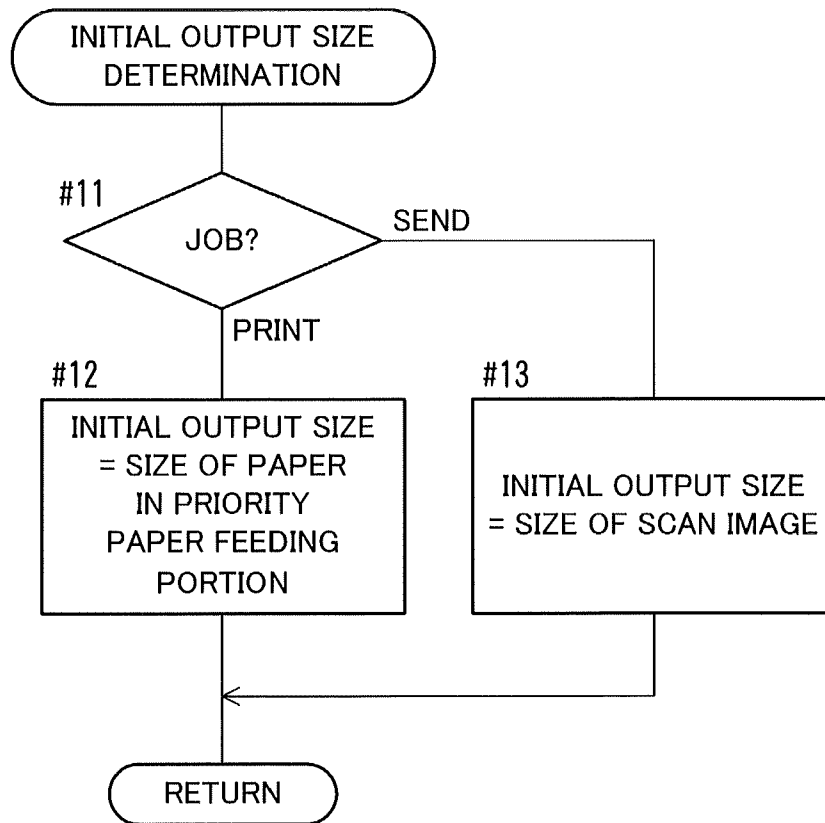 INITIAL OUTPUT SIZE
DETERMINATION
#11
JOB?
SEND
PRINT
#12
INITIAL OUTPUT SIZE
= SIZE OF PAPER
IN PRIORITY
PAPER FEEDING
PORTION
#13
INITIAL OUTPUT SIZE
= SIZE OF SCAN IMAGE
RETURN